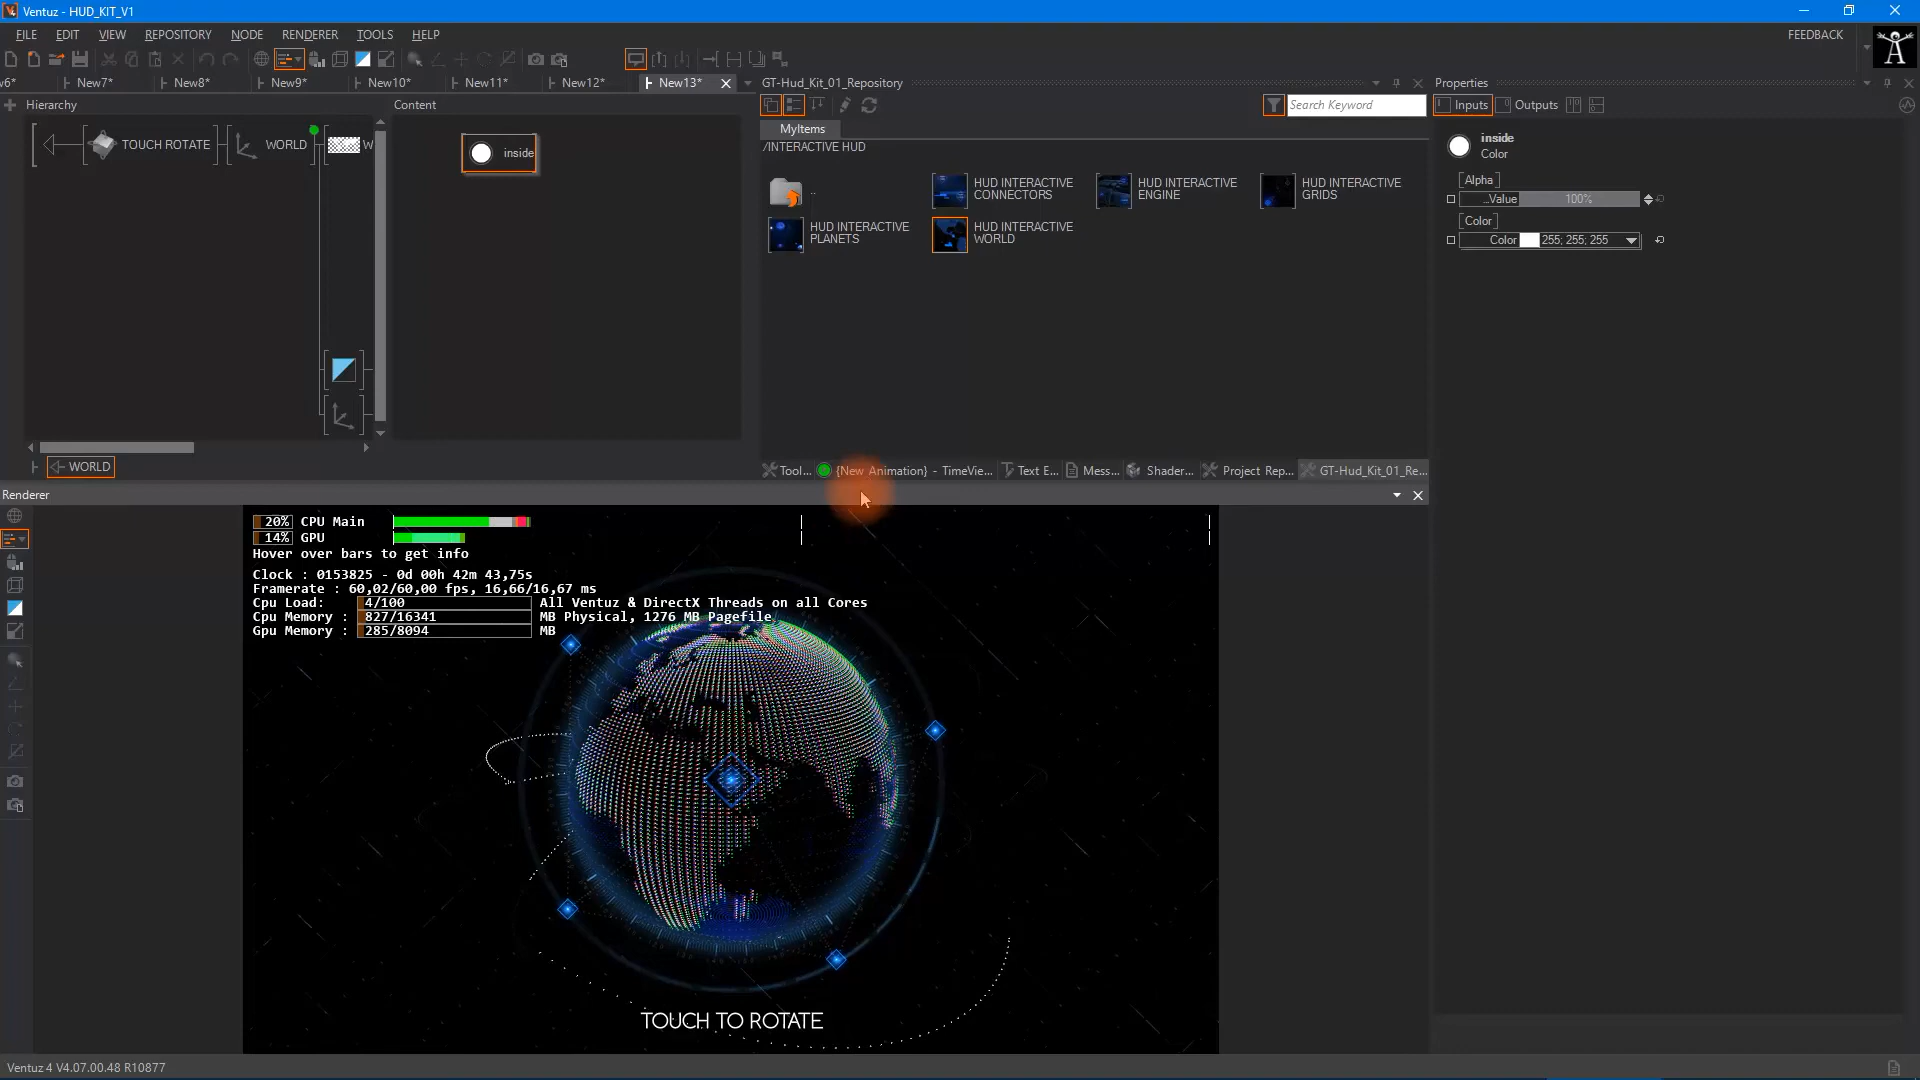 Ventuz - HUD_KIT_V1
FILE EDIT VIEW REPOSITORY NODE RENDERER TOOLS HELP
FEEDBACK
v6* New7* New8* New9* New10* New11* New12* New13*
GT-Hud_Kit_01_Repository
Properties
Hierarchy
Content
Search Keyword
Inputs Outputs
MyItems
/INTERACTIVE HUD
TOUCH ROTATE WORLD W
inside
inside
Color
[Alpha]
...Value 100%
[Color]
Color 255; 255; 255
..
HUD INTERACTIVE CONNECTORS
HUD INTERACTIVE ENGINE
HUD INTERACTIVE GRIDS
HUD INTERACTIVE PLANETS
HUD INTERACTIVE WORLD
WORLD
Tool... {New Animation} - TimeVie... Text E... Mess... Shader... Project Rep... GT-Hud_Kit_01_Re...
Renderer
20% CPU Main
14% GPU
Hover over bars to get info
Clock : 0153825 - 0d 00h 42m 43,75s
Framerate : 60,02/60,00 fps, 16,66/16,67 ms
Cpu Load: 4/100 All Ventuz & DirectX Threads on all Cores
Cpu Memory : 827/16341 MB Physical, 1276 MB Pagefile
Gpu Memory : 285/8094 MB
TOUCH TO ROTATE
Ventuz 4 V4.07.00.48 R10877